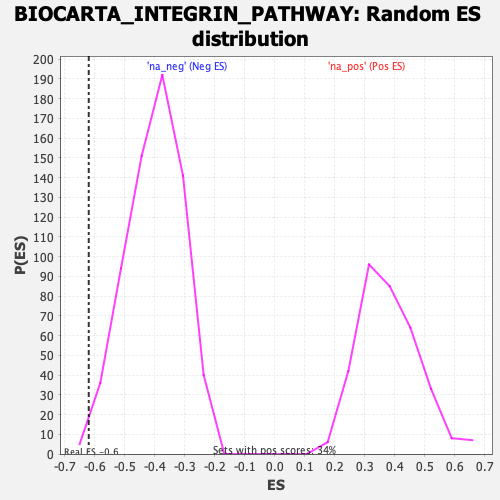 BIOCARTA_INTEGRIN_PATHWAY: Random ES
distribution
'na_neg' (Neg ES) 'na_pos' (Pos ES)
200
190
180
170
160
150
140
130
120
110
100
90
80
70
60
50
40
30
20
10
0
P(ES)
Real ES -0.6
Sets with pos scores: 34%
-0.7 -0.6 -0.5 -0.4 -0.3 -0.2 -0.1 0.0 0.1 0.2 0.3 0.4 0.5 0.6 0.7
ES